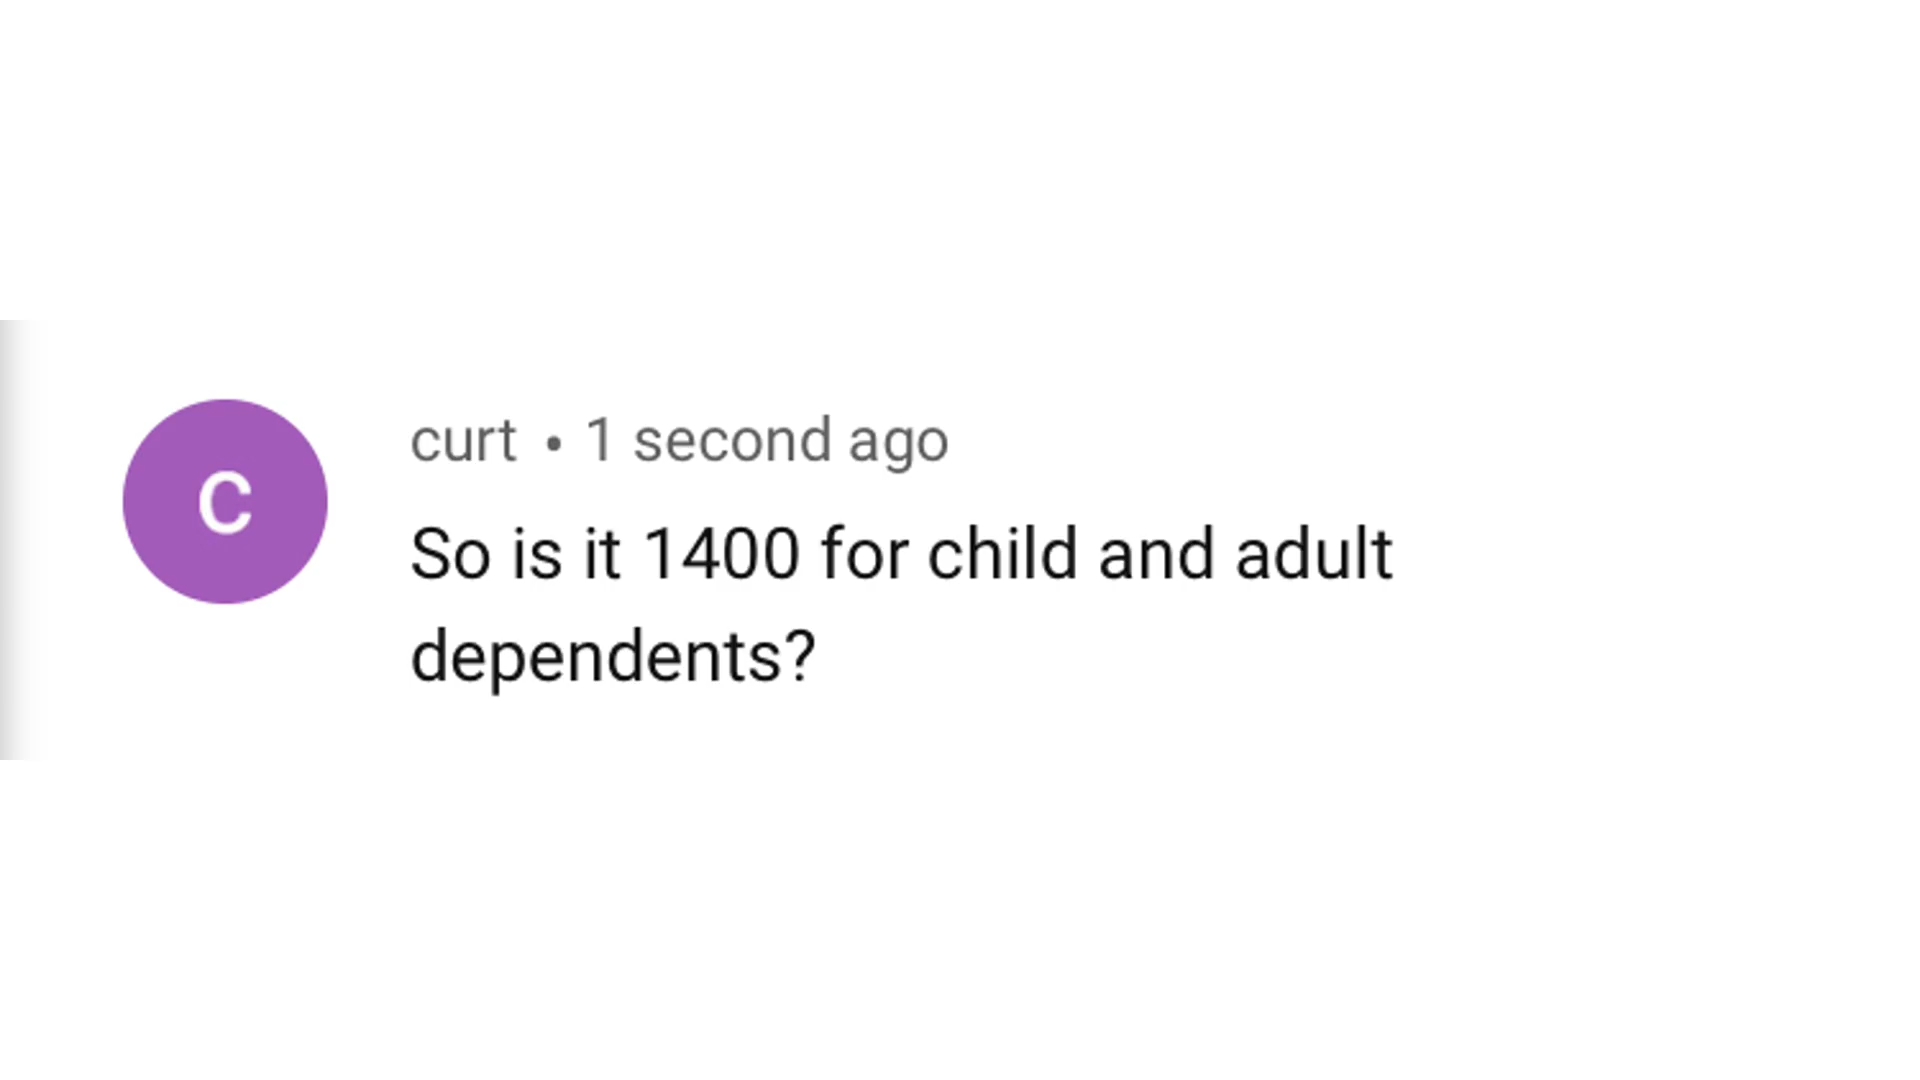 C
curt • 1 second ago
So is it 1400 for child and adult
dependents?